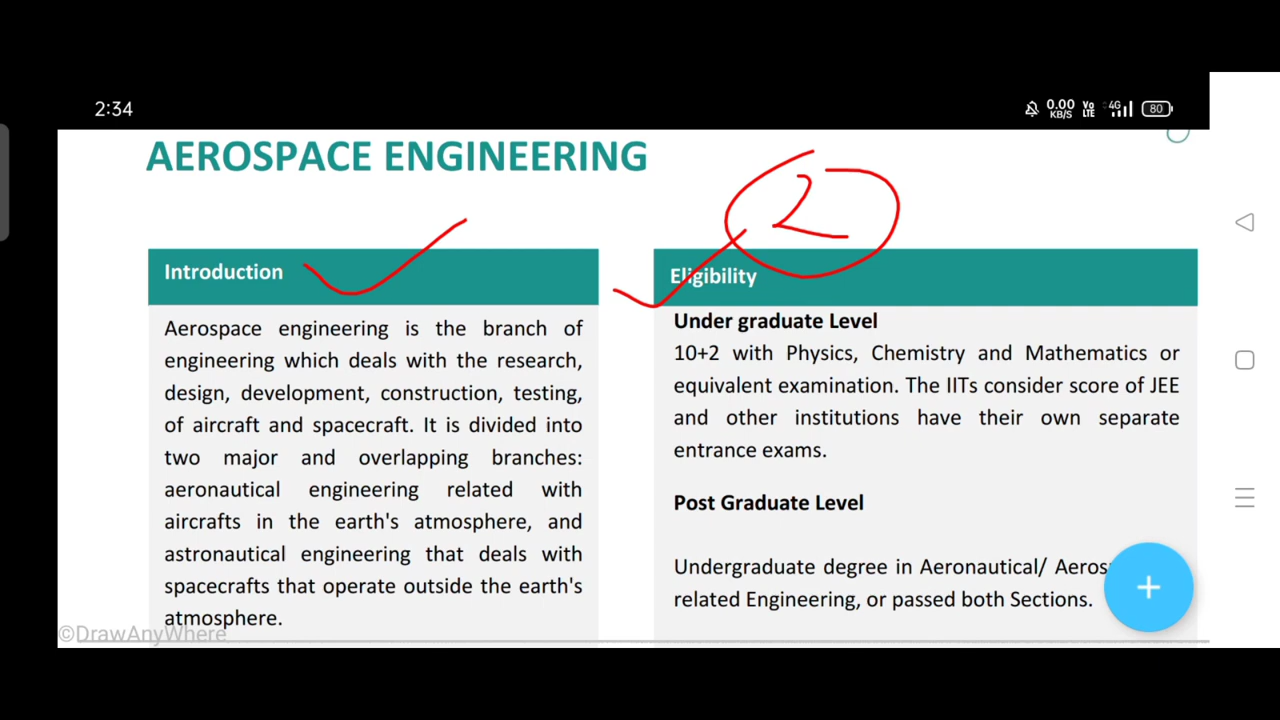 2:34
0.00
KB/S
Vo
LTE
4G
80
AEROSPACE ENGINEERING
2
Introduction
Aerospace engineering is the branch of
engineering which deals with the research,
design, development, construction, testing,
of aircraft and spacecraft. It is divided into
two major and overlapping branches:
aeronautical engineering related with
aircrafts in the earth's atmosphere, and
astronautical engineering that deals with
spacecrafts that operate outside the earth's
atmosphere.
Eligibility
Under graduate Level
10+2 with Physics, Chemistry and Mathematics or
equivalent examination. The IITs consider score of JEE
and other institutions have their own separate
entrance exams.
Post Graduate Level
Undergraduate degree in Aeronautical/
related Engineering, or passed both Sections.
©DrawAnyWhere